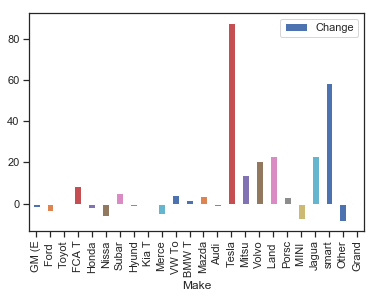 Change
80
60
40
20
0
GM (E
Ford
Toyot
FCA T
Honda
Nissa
Subar
Hyund
Kia T
Merce
VW To
BMW T
Mazda
Audi
Tesla
Mitsu
Volvo
Land
Porsc
MINI
Jagua
smart
Other
Grand
Make